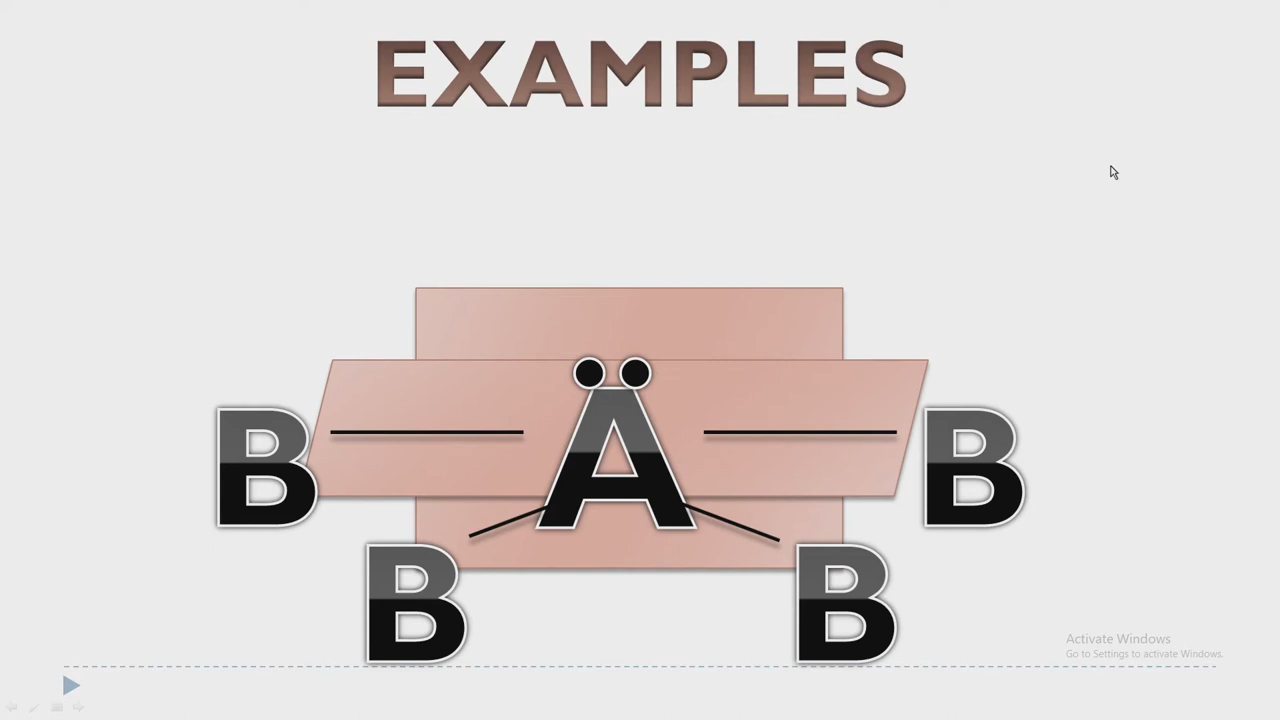 EXAMPLES
Ä
B B
B B
Activate Windows
Go to Settings to activate Windows.